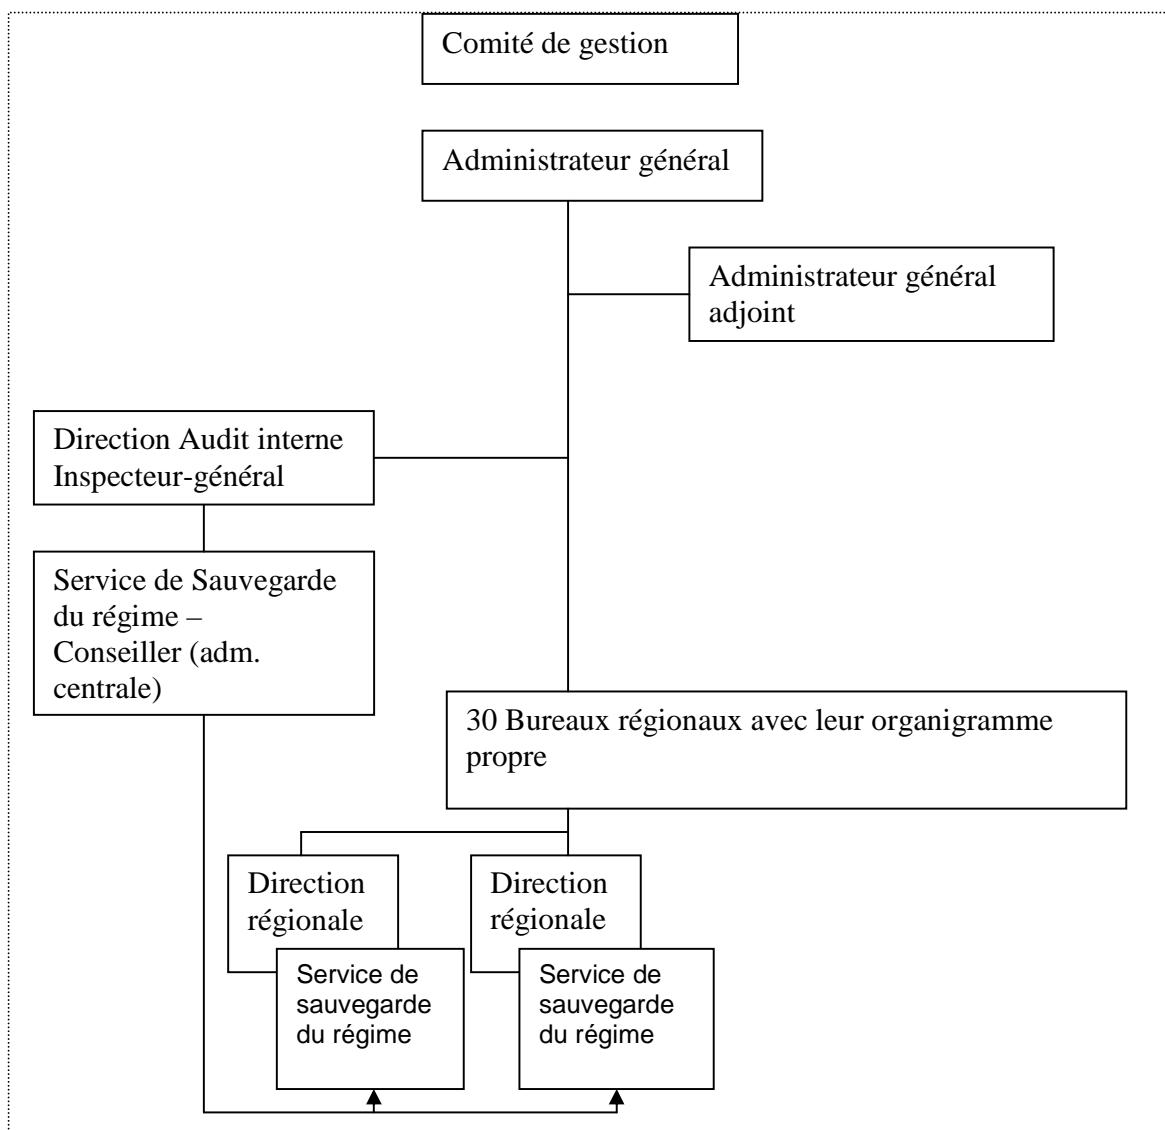 Comité de gestion
Administrateur général
Administrateur général
adjoint
Direction Audit interne
Inspecteur-général
Service de Sauvegarde
du régime –
Conseiller (adm.
centrale)
30 Bureaux régionaux avec leur organigramme
propre
Direction
régionale
Service de
sauvegarde
du régime
Direction
régionale
Service de
sauvegarde
du régime